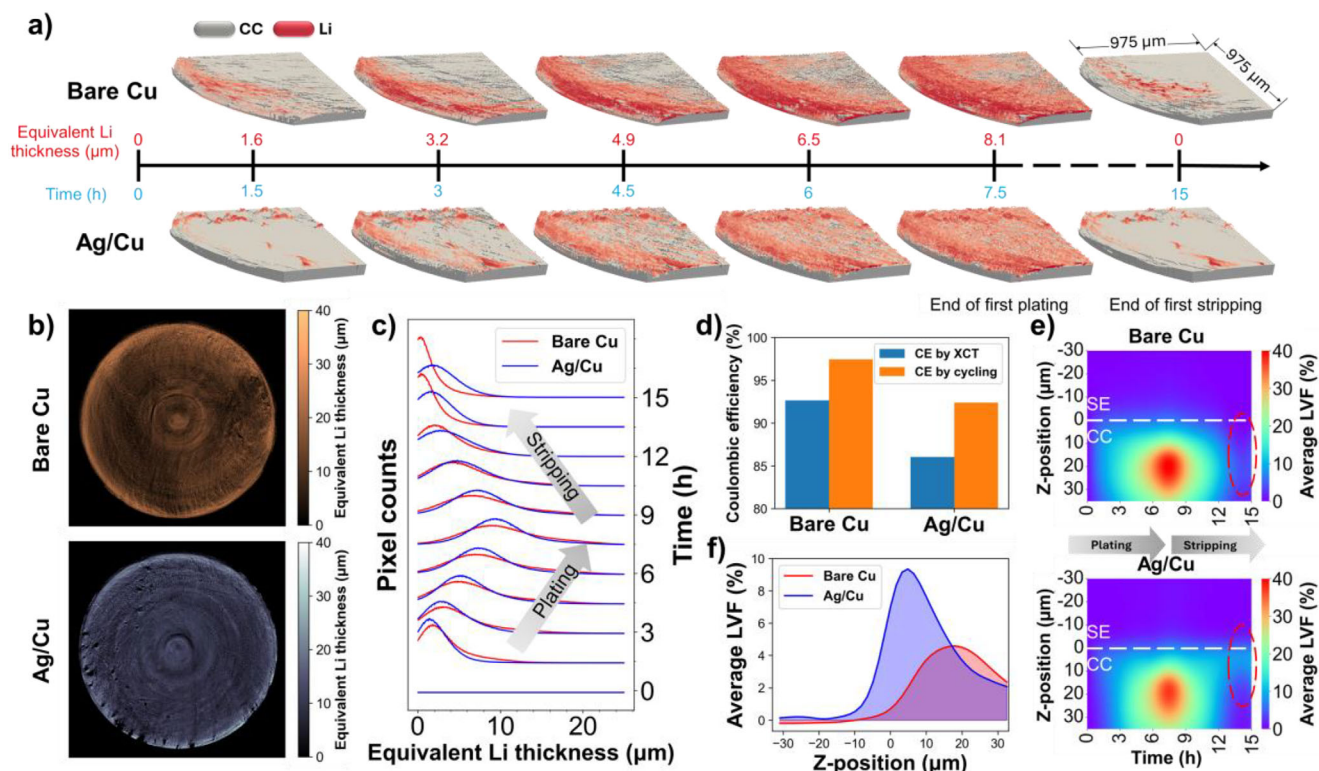 a)
CC Li
975 µm
975 µm
Bare Cu
Equivalent Li
thickness (µm)
0 1.6 3.2 4.9 6.5 8.1 0
Time (h)
0 1.5 3 4.5 6 7.5 15
Ag/Cu
End of first plating End of first stripping
b)
Bare Cu
40
30
20
10
0
Equivalent Li thickness (µm)
Ag/Cu
40
30
20
10
0
Equivalent Li thickness (µm)
c)
Bare Cu
Ag/Cu
Pixel counts
Stripping
Plating
15
12
9
6
3
0
Time (h)
0 10 20
Equivalent Li thickness (µm)
d)
Coulombic efficiency (%)
100
95
90
85
80
CE by XCT
CE by cycling
Bare Cu Ag/Cu
f)
Average LVF (%)
10
8
6
4
2
0
Bare Cu
Ag/Cu
-30 -20 -10 0 10 20 30
Z-position (µm)
e)
Bare Cu
Z-position (µm)
-30
-20
-10
0
10
20
30
SE
CC
0 3 6 9 12 15
40
30
20
10
0
Average LVF (%)
Plating Stripping
Ag/Cu
Z-position (µm)
-30
-20
-10
0
10
20
30
SE
CC
0 3 6 9 12 15
Time (h)
40
30
20
10
0
Average LVF (%)